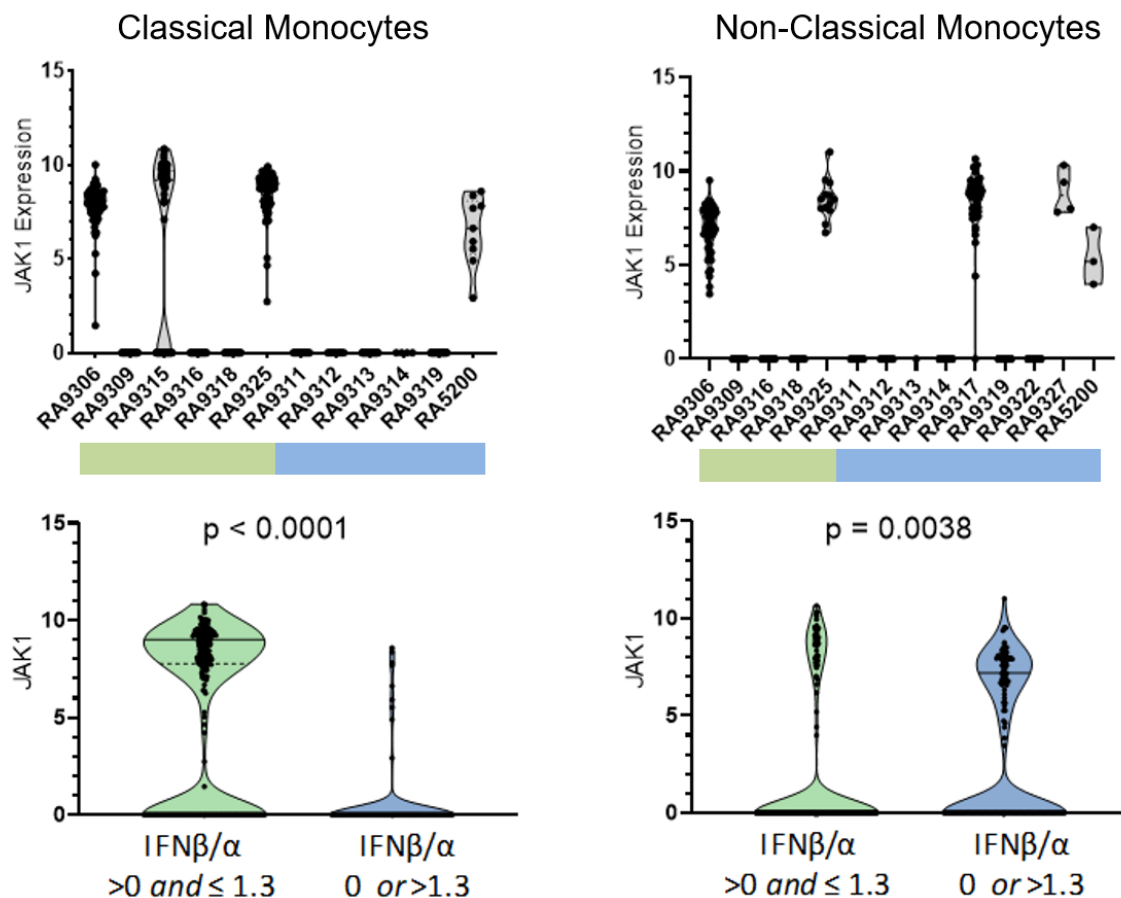 Classical Monocytes
Non-Classical Monocytes
JAK1 Expression
15
10
5
0
RA9306
RA9309
RA9315
RA9316
RA9318
RA9325
RA9311
RA9312
RA9313
RA9314
RA9319
RA5200
JAK1 Expression
15
10
5
0
RA9306
RA9309
RA9316
RA9318
RA9325
RA9311
RA9312
RA9313
RA9314
RA9317
RA9319
RA9322
RA9327
RA5200
p < 0.0001
JAK1
15
10
5
0
IFNβ/α
>0 and ≤ 1.3
IFNβ/α
0 or >1.3
p = 0.0038
JAK1
15
10
5
0
IFNβ/α
>0 and ≤ 1.3
IFNβ/α
0 or >1.3